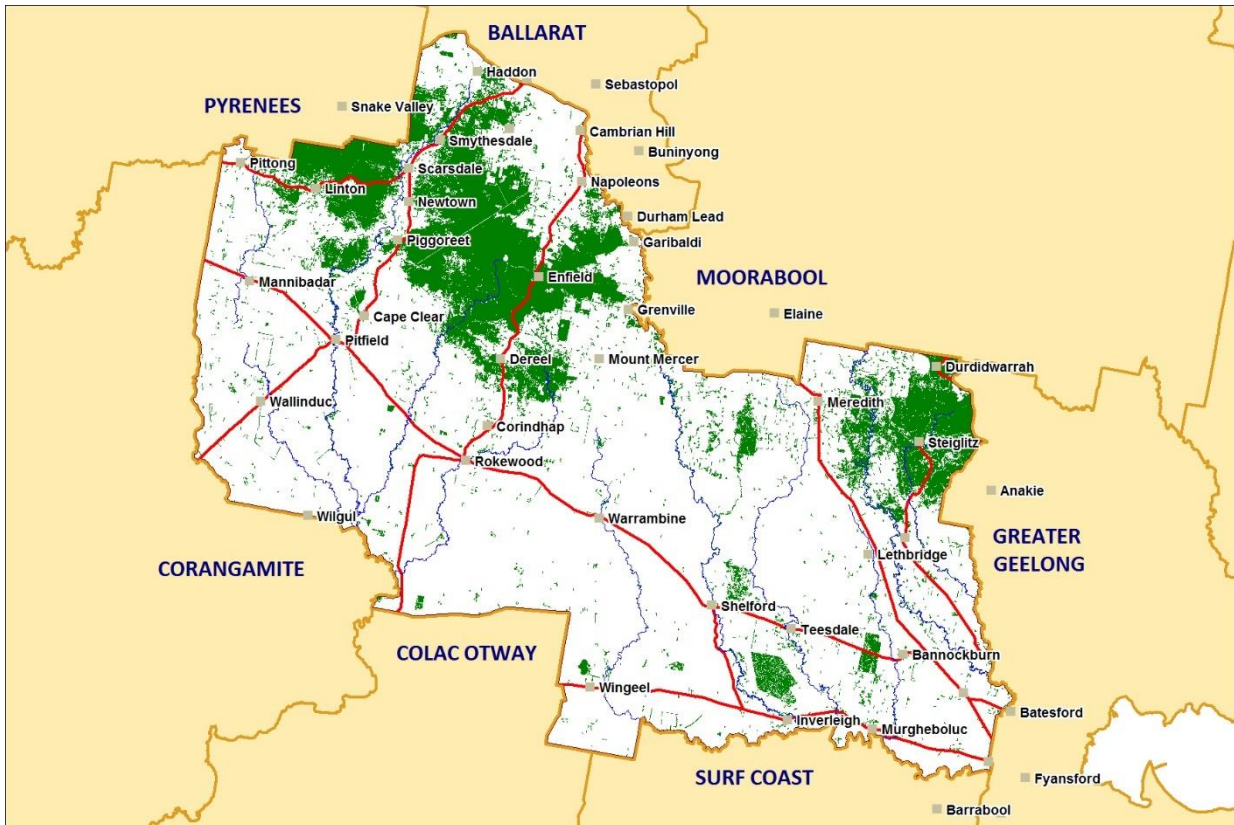 BALLARAT
Haddon
Sebastopol
PYRENEES
Snake Valley
Smythesdale
Cambrian Hill
Buninyong
Pittong
Scarsdale
Linton
Napoleons
Newtown
Durham Lead
Piggoreet
Garibaldi
MOORABOOL
Mannibadar
Enfield
Cape Clear
Grenville
Elaine
Pitfield
Dereel
Mount Mercer
Durdidwarrah
Wallinduc
Meredith
Corindhap
Steiglitz
Rokewood
Anakie
Wilgul
Warrambine
GREATER
GEELONG
Lethbridge
CORANGAMITE
Shelford
Teesdale
COLAC OTWAY
Bannockburn
Wingeel
Batesford
Inverleigh
Murgheboluc
SURF COAST
Fyansford
Barrabool